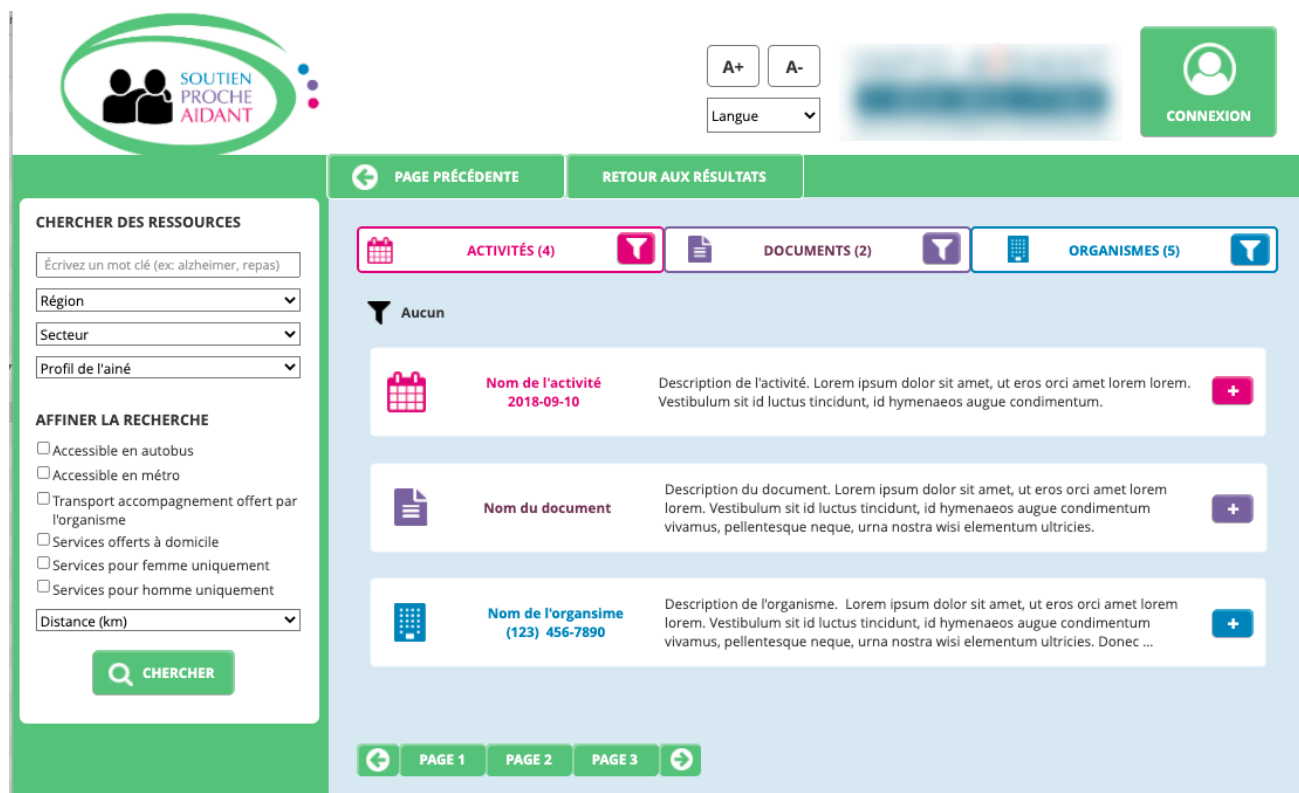 SOUTIEN
PROCHE
AIDANT
A+ A-
Langue
CONNEXION
PAGE PRÉCÉDENTE
RETOUR AUX RÉSULTATS
CHERCHER DES RESSOURCES
Écrivez un mot clé (ex: alzheimer, repas)
Région
Secteur
Profil de l'ainé
AFFINER LA RECHERCHE
Accessible en autobus
Accessible en métro
Transport accompagnement offert par
l'organisme
Services offerts à domicile
Services pour femme uniquement
Services pour homme uniquement
Distance (km)
CHERCHER
ACTIVITÉS (4)
DOCUMENTS (2)
ORGANISMES (5)
Aucun
Nom de l'activité
2018-09-10
Description de l'activité. Lorem ipsum dolor sit amet, ut eros orci amet lorem lorem.
Vestibulum sit id luctus tincidunt, id hymenaeos augue condimentum.
+
Nom du document
Description du document. Lorem ipsum dolor sit amet, ut eros orci amet lorem
lorem. Vestibulum sit id luctus tincidunt, id hymenaeos augue condimentum
vivamus, pellentesque neque, urna nostra wisi elementum ultricies.
+
Nom de l'organsime
(123) 456-7890
Description de l'organisme. Lorem ipsum dolor sit amet, ut eros orci amet lorem
lorem. Vestibulum sit id luctus tincidunt, id hymenaeos augue condimentum
vivamus, pellentesque neque, urna nostra wisi elementum ultricies. Donec ...
+
PAGE 1
PAGE 2
PAGE 3